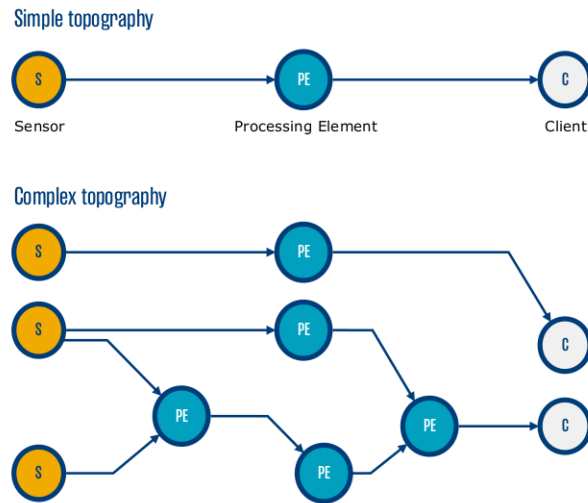 Simple topography
S
PE
C
Sensor
Processing Element
Client
Complex topography
S
PE
S
PE
C
PE
PE
C
S
PE